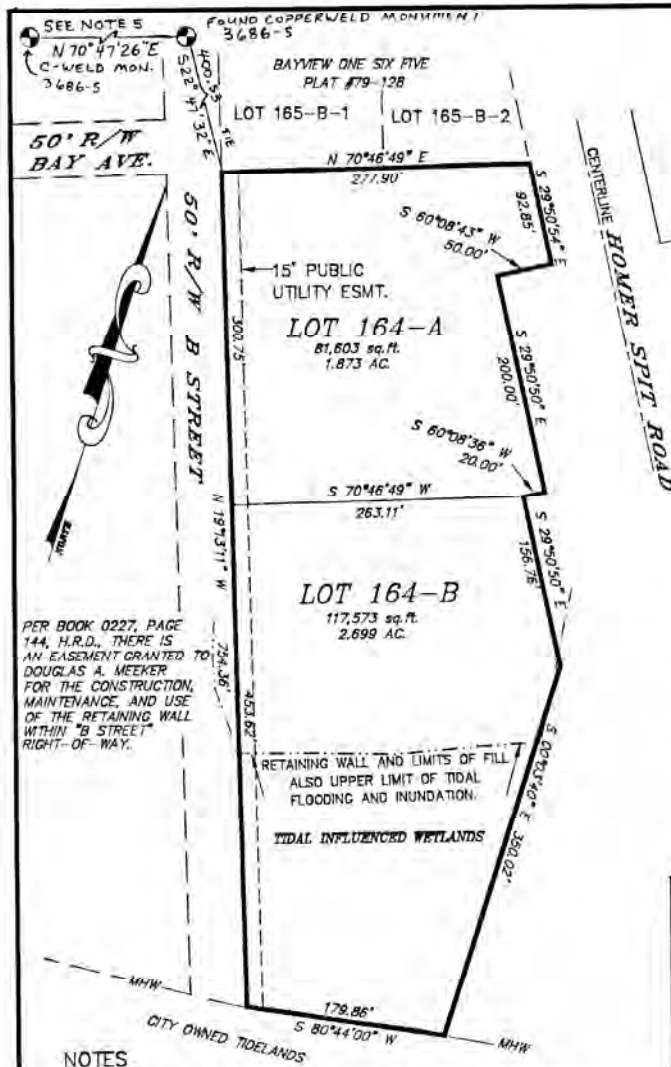 SEE NOTE 5
FOUND COPPERWELD MONUMENT
3686-S
N 70°47'26"E
C-WELD MON.
3686-S
400.53
S22° 47'32"E
TIE
BAYVIEW ONE SIX FIVE
PLAT #79-128
LOT 165-B-1
LOT 165-B-2
50' R/W
BAY AVE.
N 70°46'49" E
277.90'
S 29°50'54" E
92.85'
CENTERLINE HOMER SPIT ROAD
S 60°08'43" W
50.00'
50' R/W B STREET
15' PUBLIC
UTILITY ESMT.
LOT 164-A
81,603 sq.ft.
1.873 AC.
300.75
S 29°50'50" E
200.00'
S 60°08'36" W
20.00'
S 70°46'49" W
263.11'
N 19°13'11" W
754.36'
S 29°50'50" E
156.76'
LOT 164-B
117,573 sq.ft.
2.699 AC.
PER BOOK 0227, PAGE
144, H.R.D., THERE IS
AN EASEMENT GRANTED TO
DOUGLAS A. MEEKER
FOR THE CONSTRUCTION,
MAINTENANCE, AND USE
OF THE RETAINING WALL
WITHIN "B STREET"
RIGHT-OF-WAY.
453.62'
RETAINING WALL AND LIMITS OF FILL
ALSO UPPER LIMIT OF TIDAL
FLOODING AND INUNDATION.
S 00°05'40" E 350.02'
TIDAL INFLUENCED WETLANDS
MHW
179.86'
S 80°44'00" W
MHW
CITY OWNED TIDELANDS
NOTES